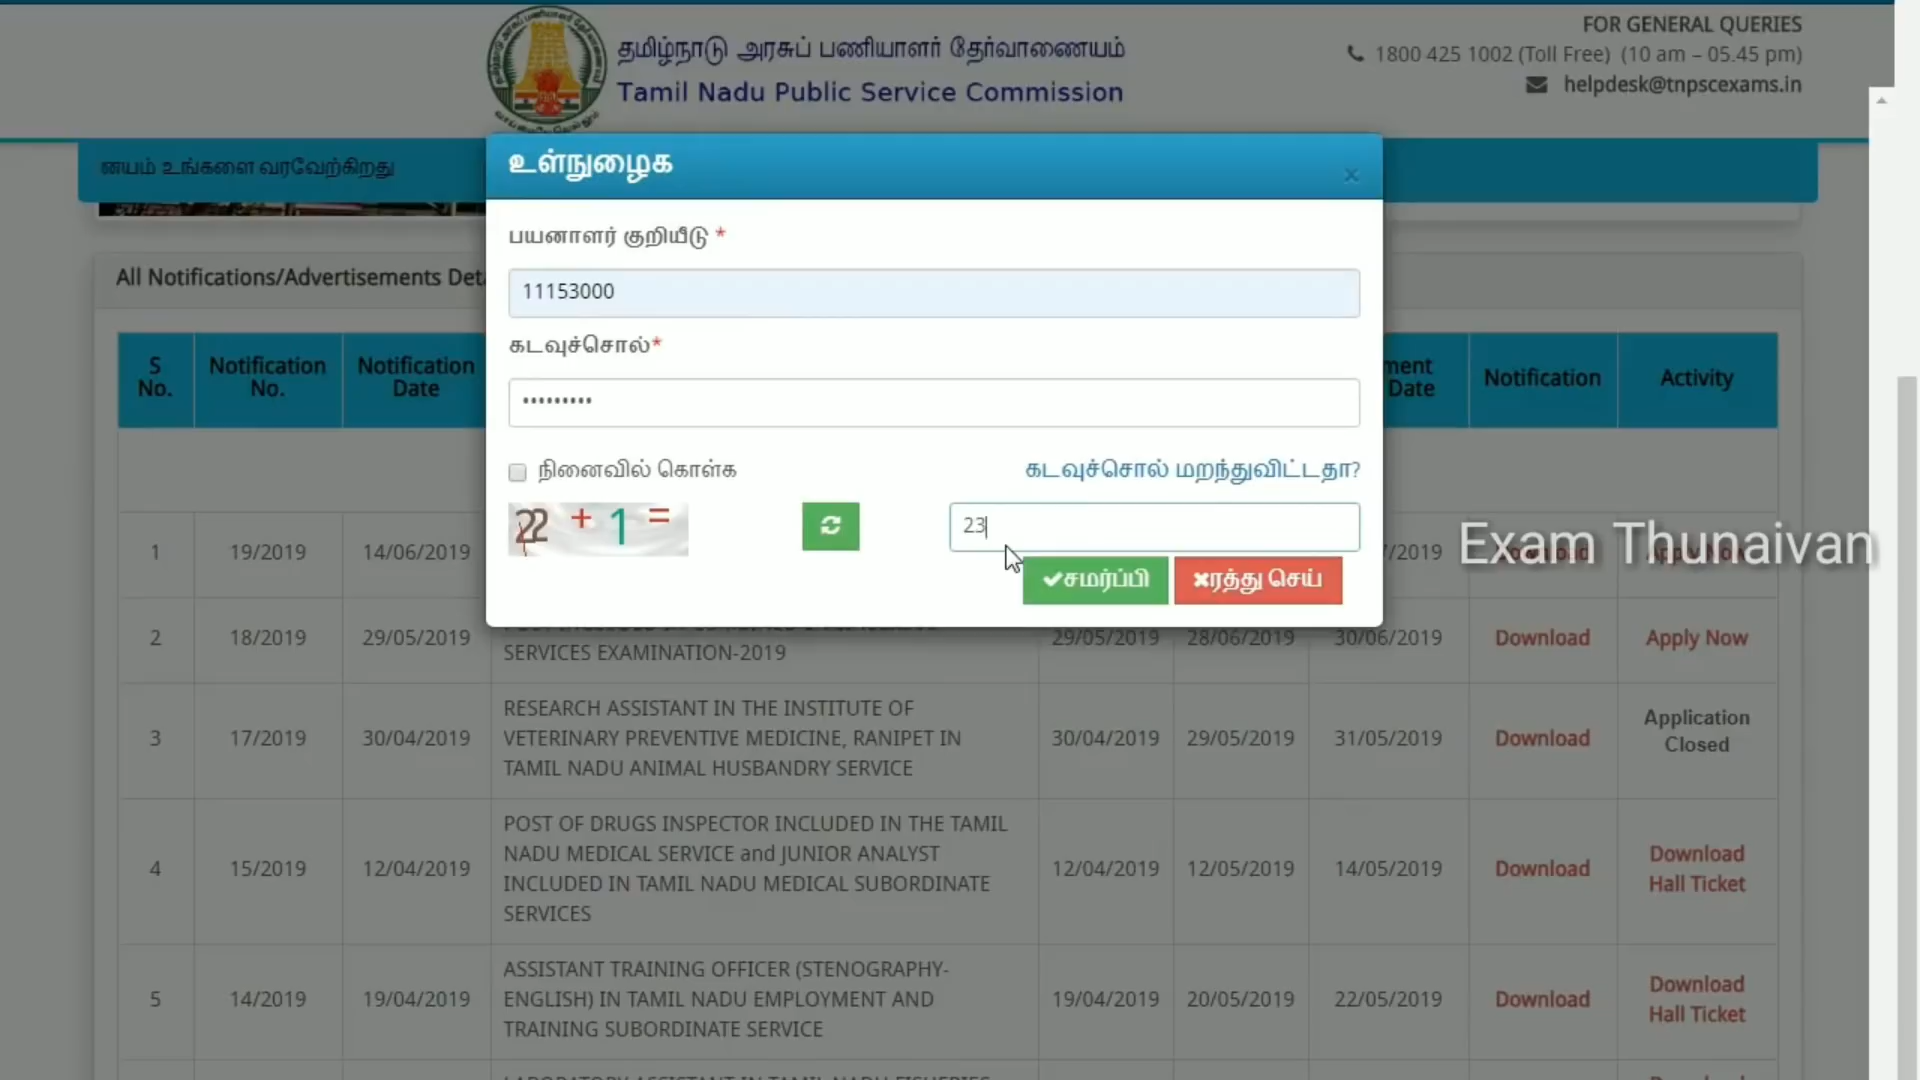 தமிழ்நாடு அரசுப் பணியாளர் தேர்வாணையம்
Tamil Nadu Public Service Commission
FOR GENERAL QUERIES
1800 425 1002 (Toll Free) (10 am – 05.45 pm)
helpdesk@tnpscexams.in
னயம் உங்களை வரவேற்கிறது
உள்நுழைக
×
பயனாளர் குறியீடு *
11153000
கடவுச்சொல்*
•••••••••
நினைவில் கொள்க
கடவுச்சொல் மறந்துவிட்டதா?
22 + 1 =
23
சமர்ப்பி
ரத்து செய்
Exam Thunaivan
All Notifications/Advertisements Det
S No. Notification No. Notification Date ment Date Notification Activity
1 19/2019 14/06/2019 /2019
2 18/2019 29/05/2019 SERVICES EXAMINATION-2019 29/05/2019 28/06/2019 30/06/2019 Download Apply Now
3 17/2019 30/04/2019 RESEARCH ASSISTANT IN THE INSTITUTE OF
VETERINARY PREVENTIVE MEDICINE, RANIPET IN
TAMIL NADU ANIMAL HUSBANDRY SERVICE
30/04/2019 29/05/2019 31/05/2019 Download Application Closed
4 15/2019 12/04/2019 POST OF DRUGS INSPECTOR INCLUDED IN THE TAMIL
NADU MEDICAL SERVICE and JUNIOR ANALYST
INCLUDED IN TAMIL NADU MEDICAL SUBORDINATE
SERVICES
12/04/2019 12/05/2019 14/05/2019 Download Download Hall Ticket
5 14/2019 19/04/2019 ASSISTANT TRAINING OFFICER (STENOGRAPHY-
ENGLISH) IN TAMIL NADU EMPLOYMENT AND
TRAINING SUBORDINATE SERVICE
19/04/2019 20/05/2019 22/05/2019 Download Download Hall Ticket